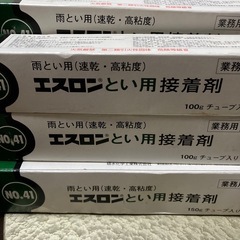 NO.41
雨とい用（速乾・高粘度）
業務用
41
エスロンとい用接着剤
100g チューブ入り
雨とい用（速乾・高粘度）
業務用
NO.41
エスロンとい用接着剤
100g チューブ入り
雨とい用（速乾・高粘度）
業務用
NO.41
エスロンとい用接着剤
150g チューブ入り